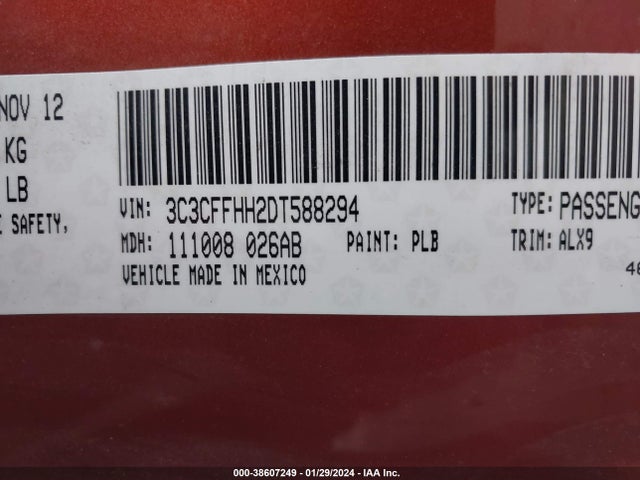 NOV 12
KG
LB
E SAFETY,
VIN: 3C3CFFHH2DT588294 TYPE: PASSENG
MDH: 111008 026AB PAINT: PLB TRIM: ALX9
VEHICLE MADE IN MEXICO
46
000-38607249 - 01/29/2024 - IAA Inc.